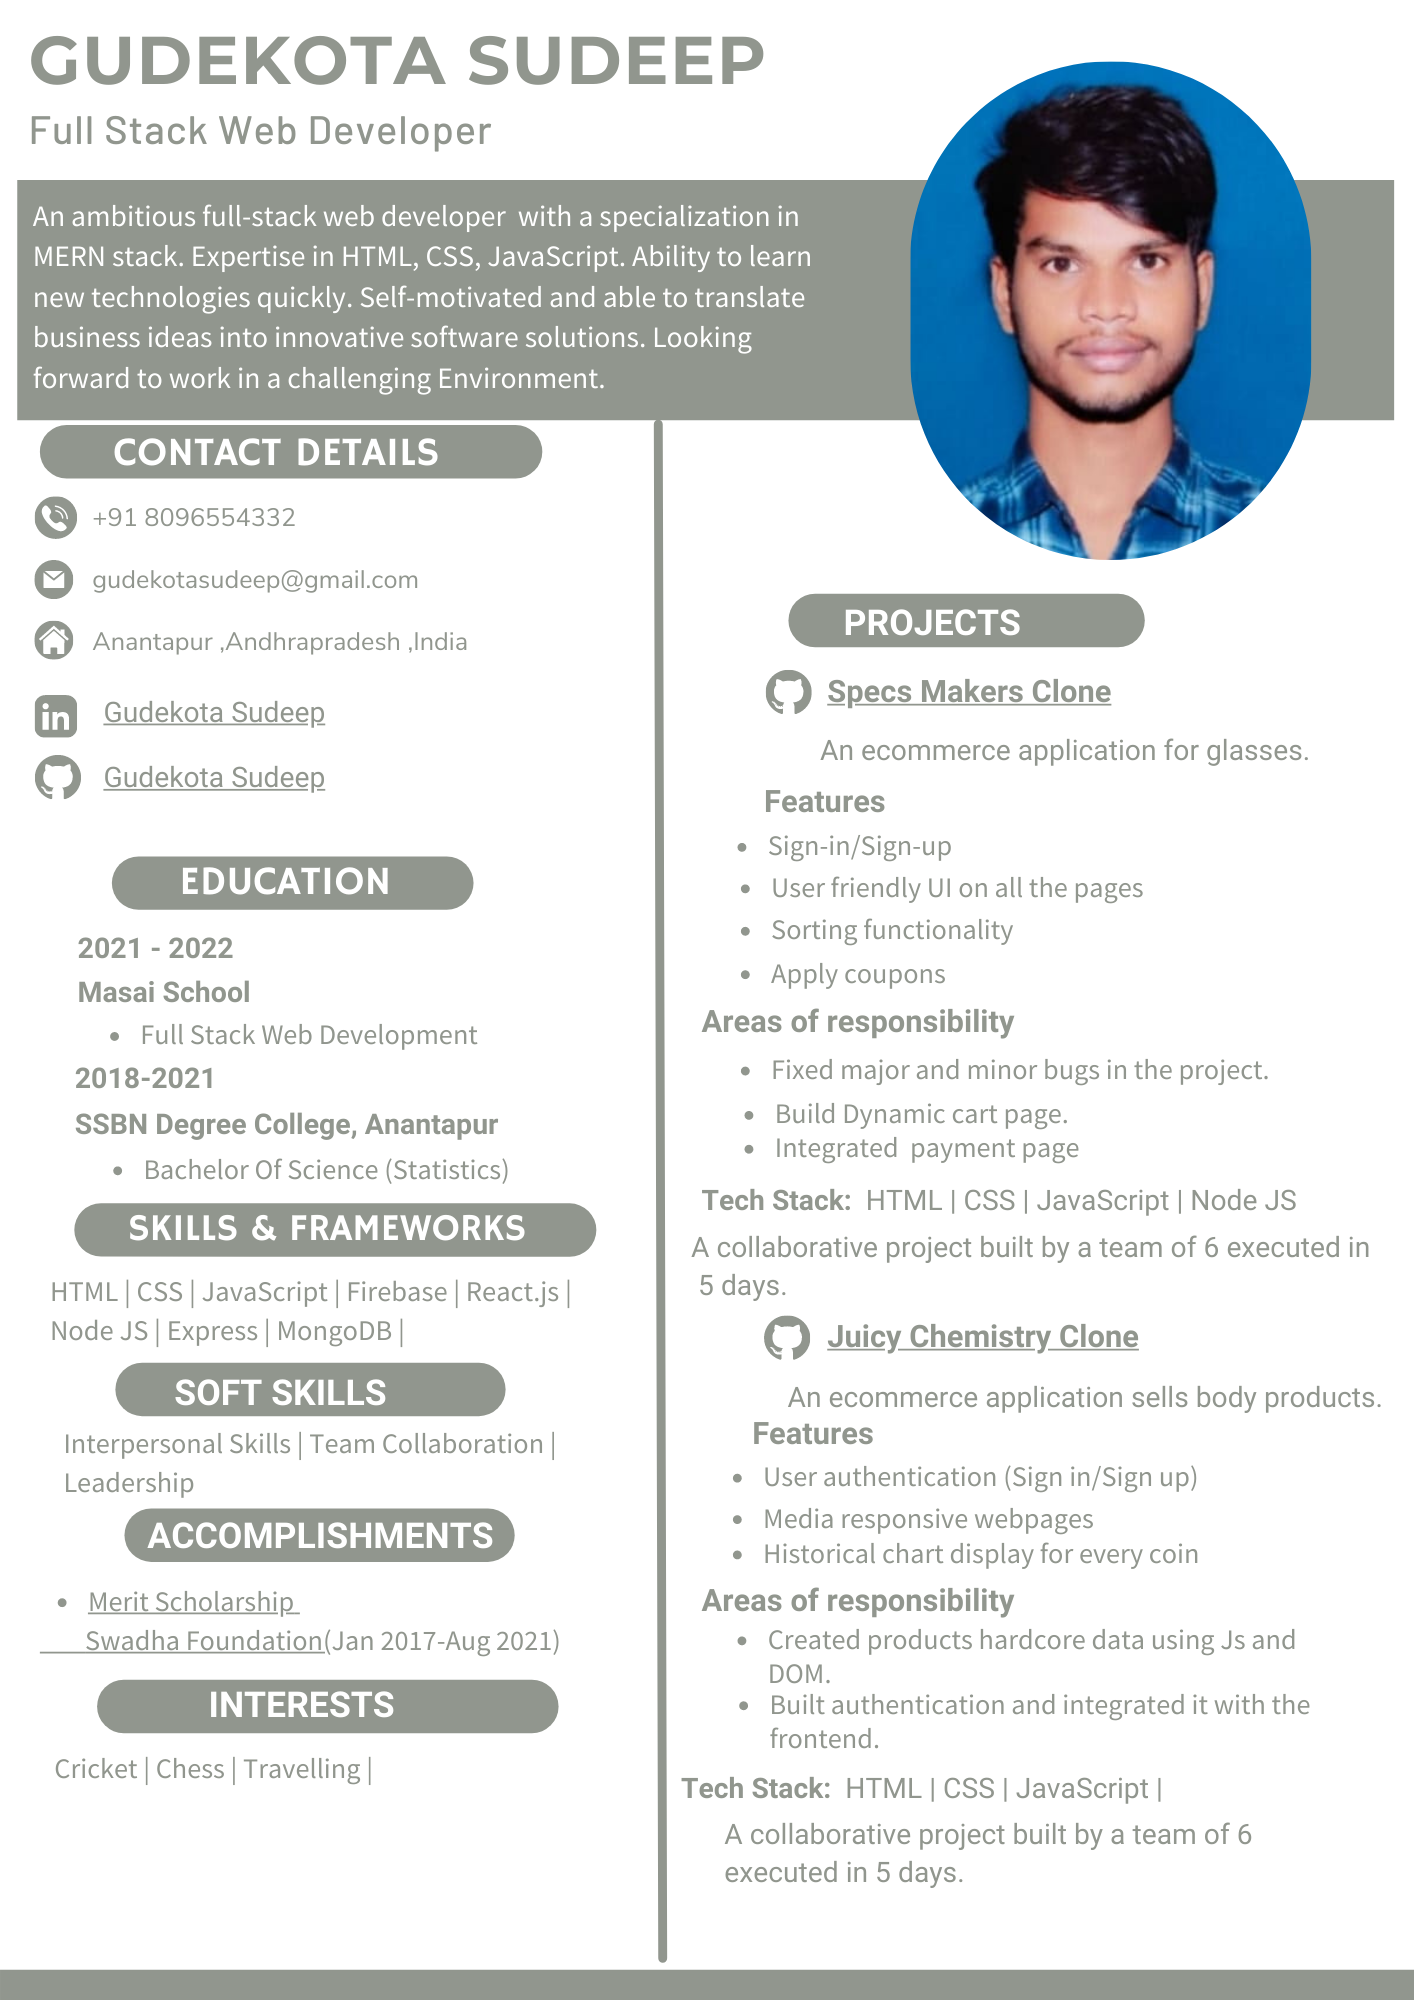 GUDEKOTA SUDEEP
Full Stack Web Developer
An ambitious full-stack web developer with a specialization in
MERN stack. Expertise in HTML, CSS, JavaScript. Ability to learn
new technologies quickly. Self-motivated and able to translate
business ideas into innovative software solutions. Looking
forward to work in a challenging Environment.
CONTACT DETAILS
+91 8096554332
gudekotasudeep@gmail.com
Anantapur ,Andhrapradesh ,India
in
Gudekota Sudeep
Gudekota Sudeep
EDUCATION
2021 - 2022
Masai School
• Full Stack Web Development
2018-2021
SSBN Degree College, Anantapur
• Bachelor Of Science (Statistics)
SKILLS & FRAMEWORKS
HTML | CSS | JavaScript | Firebase | React.js |
Node JS | Express | MongoDB |
SOFT SKILLS
Interpersonal Skills | Team Collaboration |
Leadership
ACCOMPLISHMENTS
• Merit Scholarship
Swadha Foundation(Jan 2017-Aug 2021)
INTERESTS
Cricket | Chess | Travelling |
PROJECTS
Specs Makers Clone
An ecommerce application for glasses.
Features
• Sign-in/Sign-up
• User friendly UI on all the pages
• Sorting functionality
• Apply coupons
Areas of responsibility
• Fixed major and minor bugs in the project.
• Build Dynamic cart page.
• Integrated payment page
Tech Stack: HTML | CSS | JavaScript | Node JS
A collaborative project built by a team of 6 executed in
5 days.
Juicy Chemistry Clone
An ecommerce application sells body products.
Features
• User authentication (Sign in/Sign up)
• Media responsive webpages
• Historical chart display for every coin
Areas of responsibility
• Created products hardcore data using Js and
DOM.
• Built authentication and integrated it with the
frontend.
Tech Stack: HTML | CSS | JavaScript |
A collaborative project built by a team of 6
executed in 5 days.